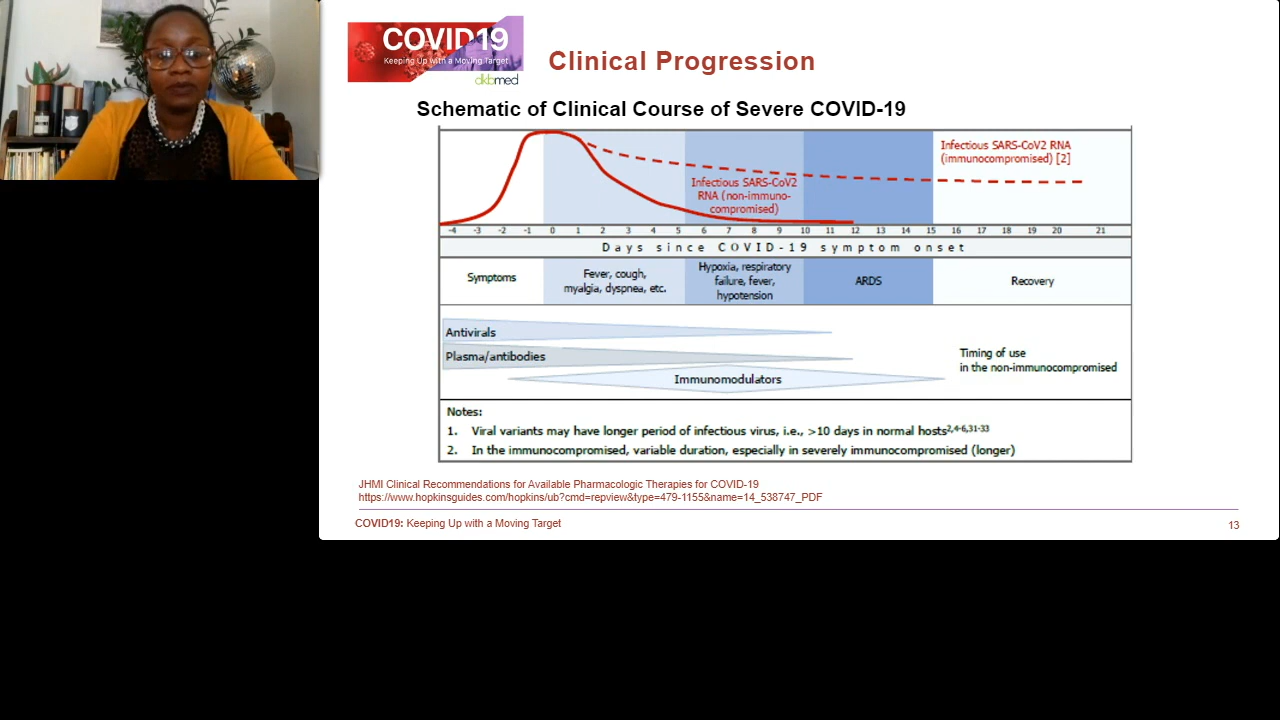 COVID19
Keeping Up with a Moving Target
dkbmed
Clinical Progression
Schematic of Clinical Course of Severe COVID-19
Infectious SARS-CoV2 RNA
(immunocompromised) [2]
Infectious SARS-CoV2
RNA (non-immuno-
compromised)
-4 -3 -2 -1 0 1 2 3 4 5 6 7 8 9 10 11 12 13 14 15 16 17 18 19 20 21
Days since COVID-19 symptom onset
Symptoms
Fever, cough,
myalgia, dyspnea, etc.
Hypoxia, respiratory
failure, fever,
hypotension
ARDS
Recovery
Antivirals
Plasma/antibodies
Immunomodulators
Timing of use
in the non-immunocompromised
Notes:
1. Viral variants may have longer period of infectious virus, i.e., >10 days in normal hosts2,4-6,31-33
2. In the immunocompromised, variable duration, especially in severely immunocompromised (longer)
JHMI Clinical Recommendations for Available Pharmacologic Therapies for COVID-19
https://www.hopkinsguides.com/hopkins/ub?cmd=repview&type=479-1155&name=14_538747_PDF
COVID19: Keeping Up with a Moving Target
13